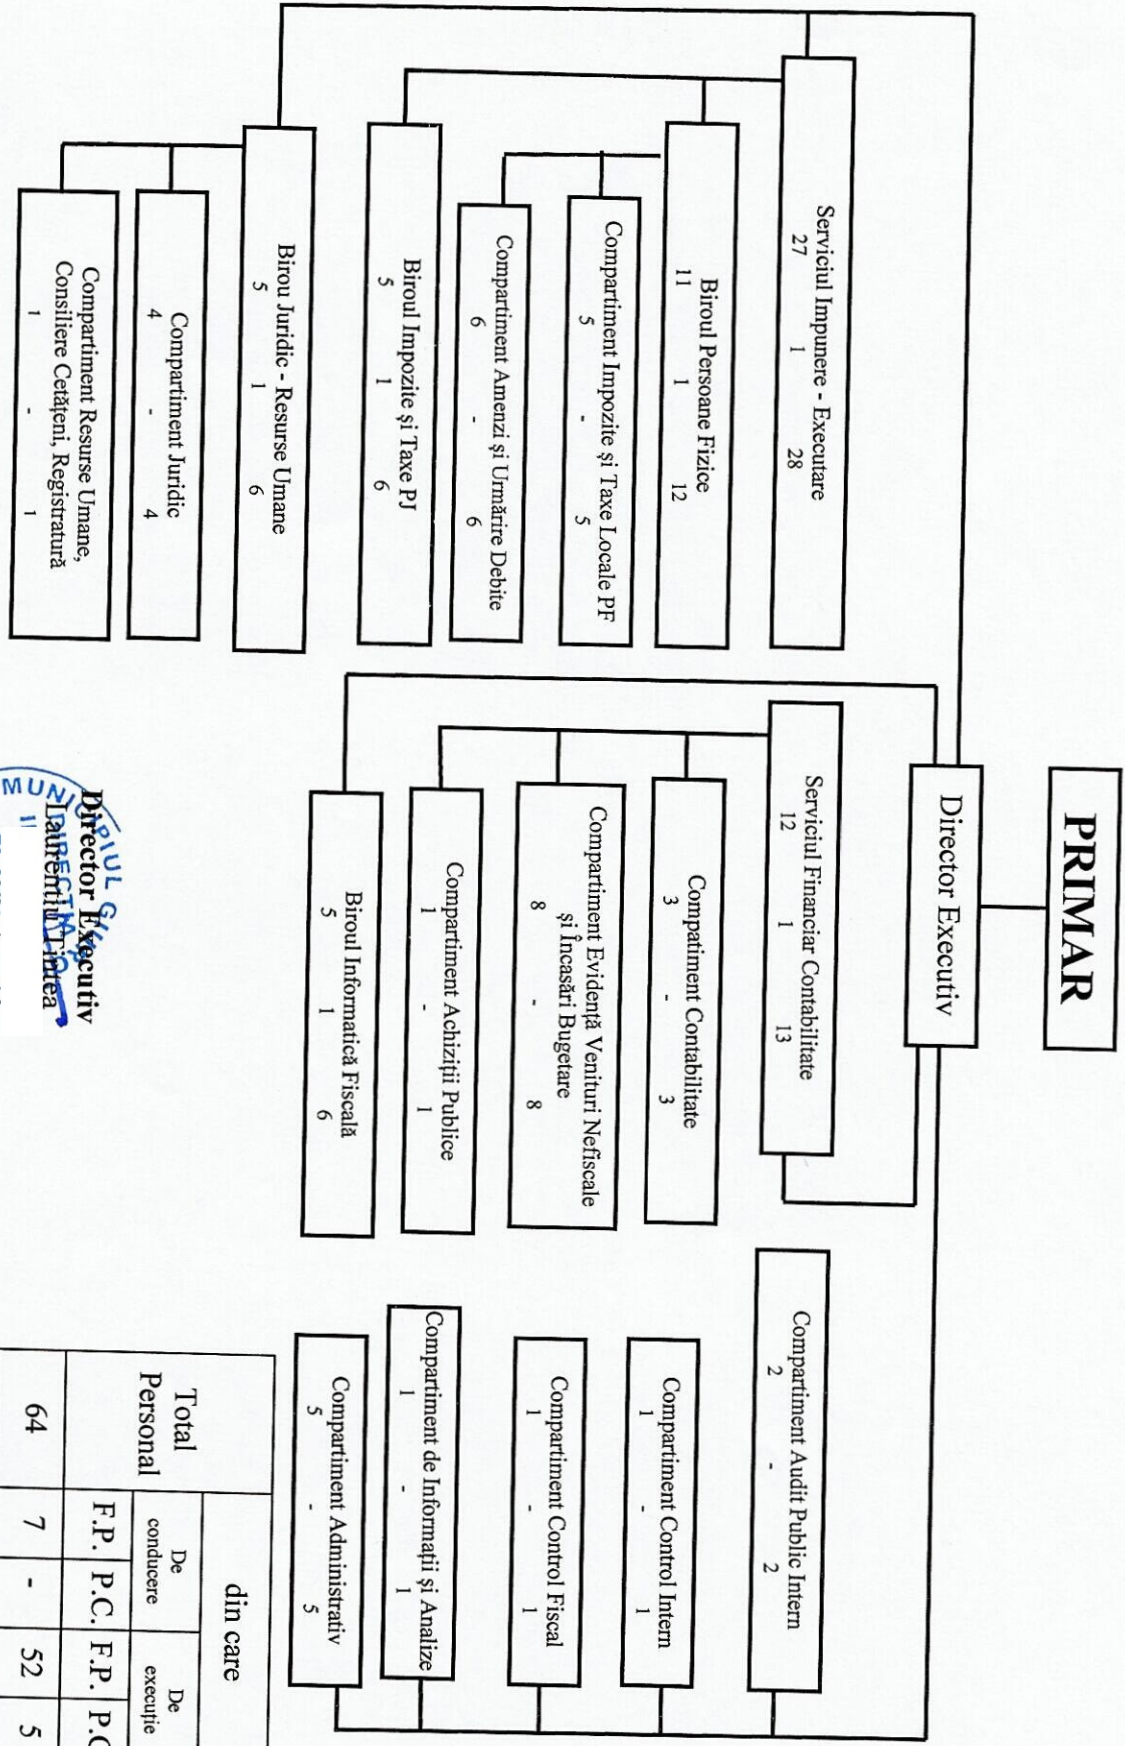 PRIMAR
Director Executiv
Serviciul Impunere - Executare
27 1 28
Biroul Persoane Fizice
11 1 12
Compartiment Impozite și Taxe Locale PF
5 - 5
Compartiment Amenzi și Urmărire Debite
6 - 6
Biroul Impozite și Taxe PJ
5 1 6
Birou Juridic - Resurse Umane
5 1 6
Compartiment Juridic
4 - 4
Compartiment Resurse Umane,
Consiliere Cetățeni, Registratură
1 - 1
Serviciul Financiar Contabilitate
12 1 13
Compatiment Contabilitate
3 - 3
Compartiment Evidență Venituri Nefiscale
și Încasări Bugetare
8 - 8
Compartiment Achiziții Publice
1 - 1
Biroul Informatică Fiscală
5 1 6
Compartiment Audit Public Intern
2 - 2
Compartiment Control Intern
1 - 1
Compartiment Control Fiscal
1 - 1
Compartiment de Informații și Analize
1 - 1
Compartiment Administrativ
5 - 5
Director Executiv
Laurențiu Țintea
MUNICIPIUL
Total
Personal
din care
De
conducere
De
execuție
F.P. P.C. F.P.
64 7 - 52 5